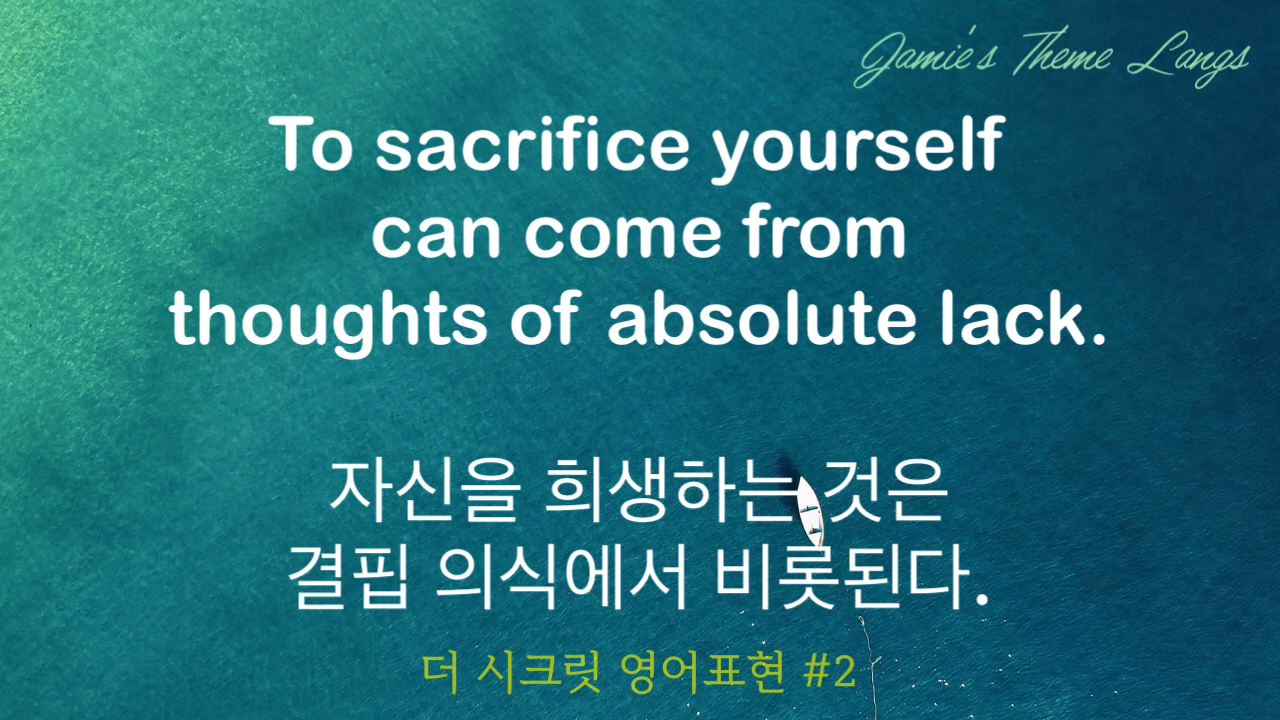 Jamie's Theme Langs
To sacrifice yourself
can come from
thoughts of absolute lack.
자신을 희생하는 것은
결핍 의식에서 비롯된다.
더 시크릿 영어표현 #2